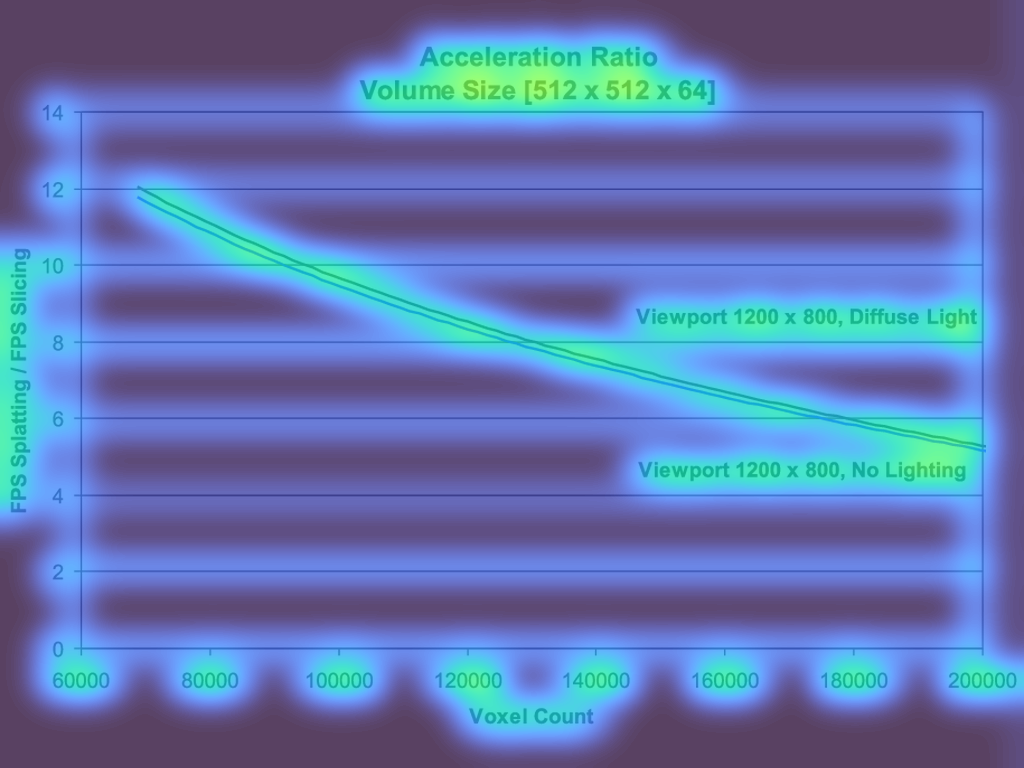 Acceleration Ratio
Volume Size [512 x 512 x 64]
14
12
10
8
6
4
2
0
FPS Splatting / FPS Slicing
Viewport 1200 x 800, Diffuse Light
Viewport 1200 x 800, No Lighting
60000 80000 100000 120000 140000 160000 180000 200000
Voxel Count